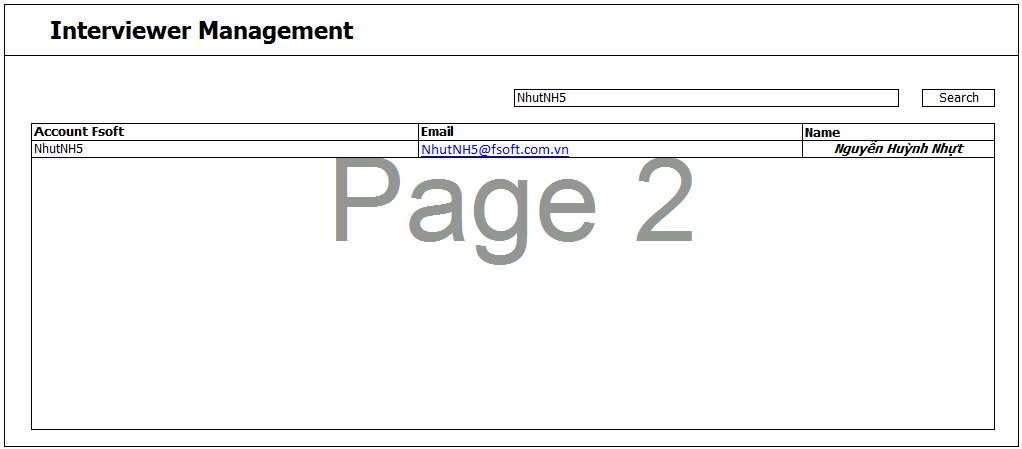 Interviewer Management
NhutNH5 Search
Account Fsoft Email Name
NhutNH5 NhutNH5@fsoft.com.vn Nguyễn Huỳnh Nhựt
Page 2